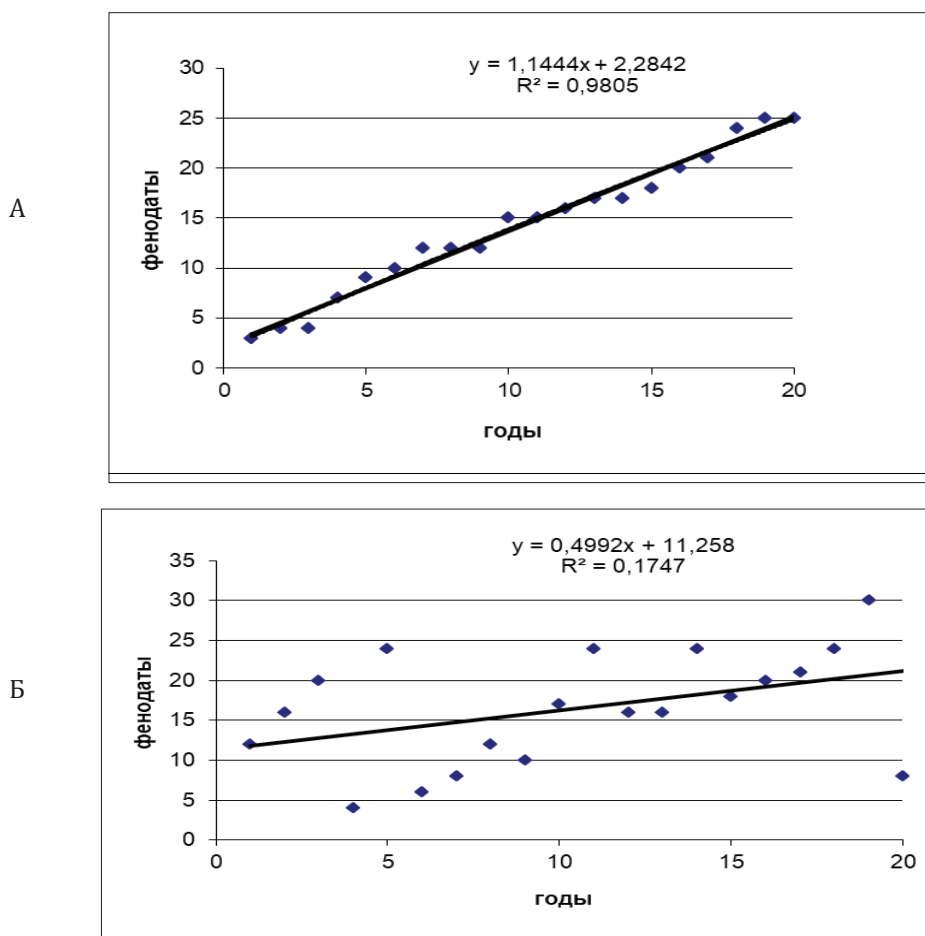 А
y = 1,1444x + 2,2842
R² = 0,9805
30
25
20
15
10
5
0
фенодаты
0 5 10 15 20
годы
Б
y = 0,4992x + 11,258
R² = 0,1747
35
30
25
20
15
10
5
0
фенодаты
0 5 10 15 20
годы